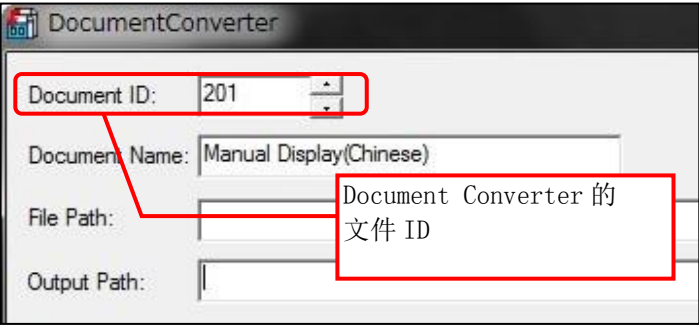 DocumentConverter
Document ID: 201
Document Name: Manual Display(Chinese)
Document Converter 的
文件 ID
File Path:
Output Path: